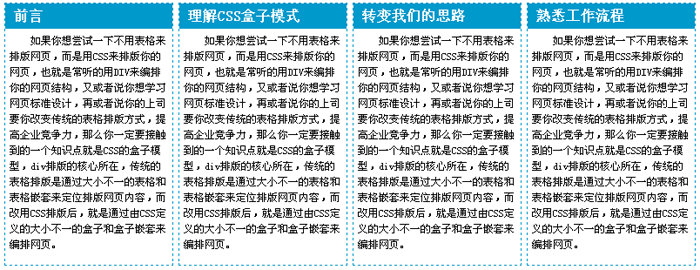 前言
如果你想尝试一下不用表格来
排版网页，而是用CSS来排版你的
网页，也就是常听的用DIV来编排
你的网页结构，又或者说你想学习
网页标准设计，再或者说你的上司
要你改变传统的表格排版方式，提
高企业竞争力，那么你一定要接触
到的一个知识点就是CSS的盒子模
型，div排版的核心所在，传统的
表格排版是通过大小不一的表格和
表格嵌套来定位排版网页内容，而
改用CSS排版后，就是通过由CSS定
义的大小不一的盒子和盒子嵌套来
编排网页。
理解CSS盒子模式
如果你想尝试一下不用表格来
排版网页，而是用CSS来排版你的
网页，也就是常听的用DIV来编排
你的网页结构，又或者说你想学习
网页标准设计，再或者说你的上司
要你改变传统的表格排版方式，提
高企业竞争力，那么你一定要接触
到的一个知识点就是CSS的盒子模
型，div排版的核心所在，传统的
表格排版是通过大小不一的表格和
表格嵌套来定位排版网页内容，而
改用CSS排版后，就是通过由CSS定
义的大小不一的盒子和盒子嵌套来
编排网页。
转变我们的思路
如果你想尝试一下不用表格来
排版网页，而是用CSS来排版你的
网页，也就是常听的用DIV来编排
你的网页结构，又或者说你想学习
网页标准设计，再或者说你的上司
要你改变传统的表格排版方式，提
高企业竞争力，那么你一定要接触
到的一个知识点就是CSS的盒子模
型，div排版的核心所在，传统的
表格排版是通过大小不一的表格和
表格嵌套来定位排版网页内容，而
改用CSS排版后，就是通过由CSS定
义的大小不一的盒子和盒子嵌套来
编排网页。
熟悉工作流程
如果你想尝试一下不用表格来
排版网页，而是用CSS来排版你的
网页，也就是常听的用DIV来编排
你的网页结构，又或者说你想学习
网页标准设计，再或者说你的上司
要你改变传统的表格排版方式，提
高企业竞争力，那么你一定要接触
到的一个知识点就是CSS的盒子模
型，div排版的核心所在，传统的
表格排版是通过大小不一的表格和
表格嵌套来定位排版网页内容，而
改用CSS排版后，就是通过由CSS定
义的大小不一的盒子和盒子嵌套来
编排网页。